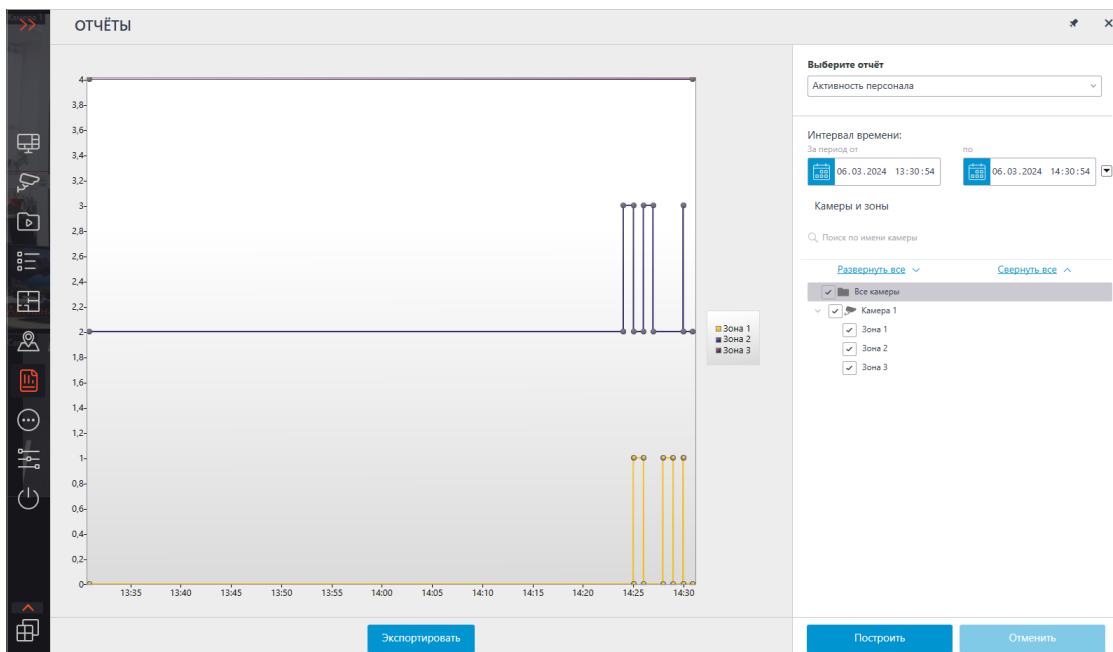 ОТЧЁТЫ
Выберите отчёт
Активность персонала
Интервал времени:
За период от
по
06.03.2024 13:30:54
06.03.2024 14:30:54
Камеры и зоны
Поиск по имени камеры
Развернуть все
Свернуть все
Все камеры
Камера 1
Зона 1
Зона 2
Зона 3
4
3,8
3,6
3,4
3,2
3
2,8
2,6
2,4
2,2
2
1,8
1,6
1,4
1,2
1
0,8
0,6
0,4
0,2
0
13:35 13:40 13:45 13:50 13:55 14:00 14:05 14:10 14:15 14:20 14:25 14:30
Зона 1
Зона 2
Зона 3
Экспортировать
Построить
Отменить